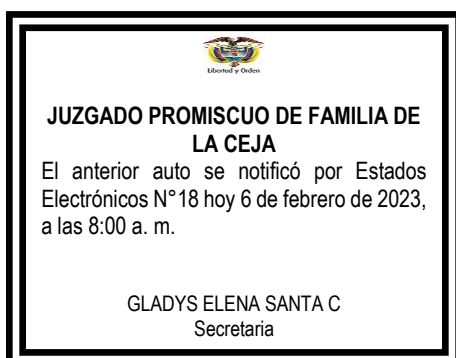 Libertad y Orden
JUZGADO PROMISCUO DE FAMILIA DE
LA CEJA
El anterior auto se notificó por Estados
Electrónicos N°18 hoy 6 de febrero de 2023,
a las 8:00 a. m.
GLADYS ELENA SANTA C
Secretaria